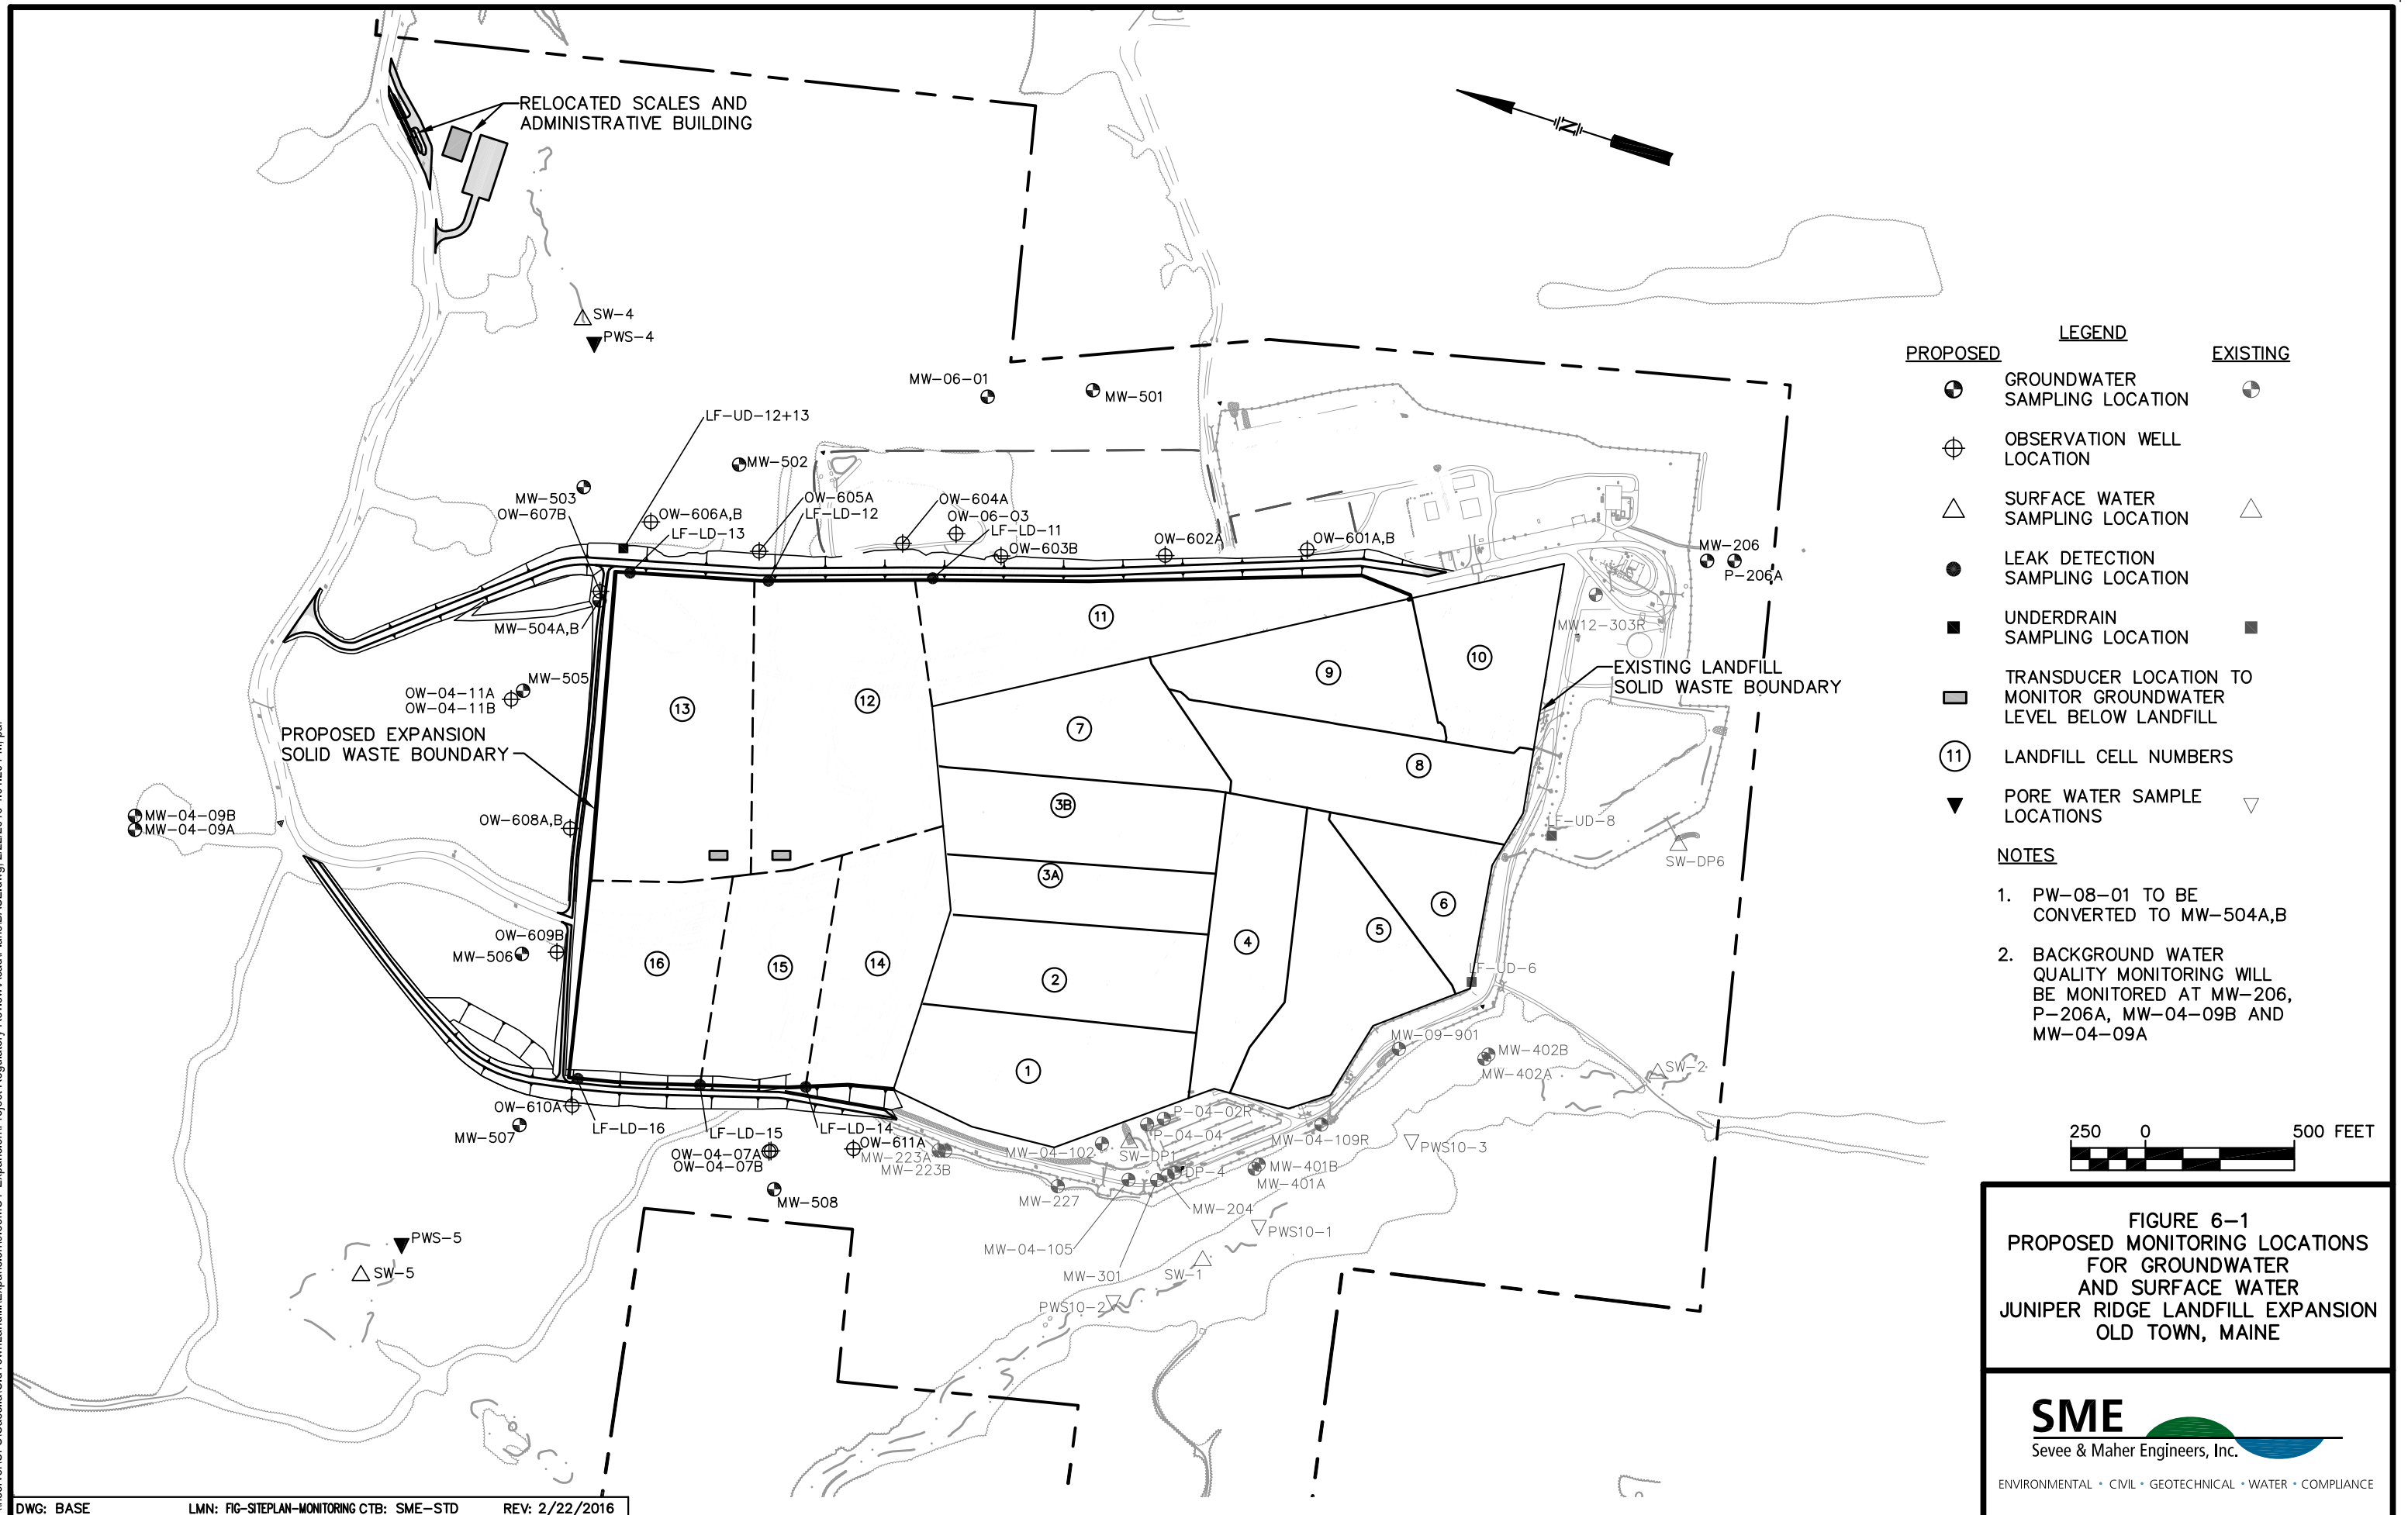 RELOCATED SCALES AND
ADMINISTRATIVE BUILDING
N
SW-4
PWS-4
MW-06-01
MW-501
LF-UD-12+13
MW-502
MW-503
OW-607B
OW-606A,B
LF-LD-13
OW-605A
LF-LD-12
OW-604A
OW-06-03
LF-LD-11
OW-603B
OW-602A
OW-601A,B
MW-206
P-206A
MW-504A,B
MW12-303R
11
10
9
EXISTING LANDFILL
SOLID WASTE BOUNDARY
MW-505
OW-04-11A
OW-04-11B
13
12
7
8
PROPOSED EXPANSION
SOLID WASTE BOUNDARY
MW-04-09B
MW-04-09A
OW-608A,B
3B
LF-UD-8
SW-DP6
3A
6
5
4
OW-609B
MW-506
16
15
14
2
LF-UD-6
1
MW-09-901
MW-402B
MW-402A
SW-2
OW-610A
MW-507
LF-LD-16
LF-LD-15
LF-LD-14
OW-04-07A
OW-04-07B
OW-611A
MW-223A
MW-223B
MW-508
P-04-02R
P-04-04
MW-04-102
SW-DP1
DP-4
MW-04-109R
PWS10-3
MW-401B
MW-401A
MW-227
MW-204
PWS10-1
MW-04-105
MW-301
SW-1
PWS10-2
PWS-5
SW-5
LEGEND
PROPOSED
EXISTING
GROUNDWATER
SAMPLING LOCATION
OBSERVATION WELL
LOCATION
SURFACE WATER
SAMPLING LOCATION
LEAK DETECTION
SAMPLING LOCATION
UNDERDRAIN
SAMPLING LOCATION
TRANSDUCER LOCATION TO
MONITOR GROUNDWATER
LEVEL BELOW LANDFILL
11 LANDFILL CELL NUMBERS
PORE WATER SAMPLE
LOCATIONS
NOTES
1. PW-08-01 TO BE
CONVERTED TO MW-504A,B
2. BACKGROUND WATER
QUALITY MONITORING WILL
BE MONITORED AT MW-206,
P-206A, MW-04-09B AND
MW-04-09A
250 0 500 FEET
FIGURE 6-1
PROPOSED MONITORING LOCATIONS
FOR GROUNDWATER
AND SURFACE WATER
JUNIPER RIDGE LANDFILL EXPANSION
OLD TOWN, MAINE
SME
Sevee & Maher Engineers, Inc.
ENVIRONMENTAL • CIVIL • GEOTECHNICAL • WATER • COMPLIANCE
DWG: BASE LMN: FIG-SITEPLAN-MONITORING CTB: SME-STD REV: 2/22/2016